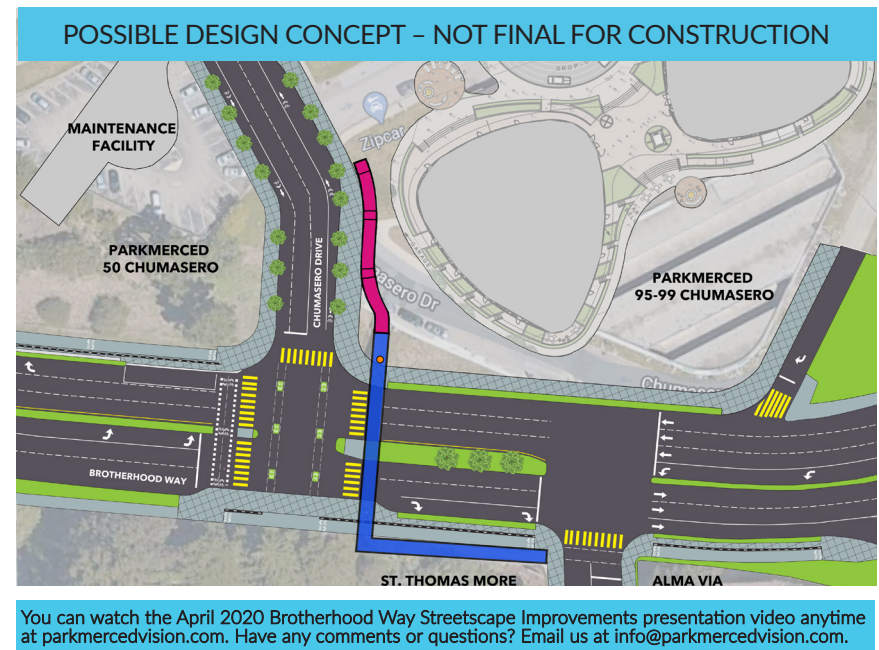 POSSIBLE DESIGN CONCEPT – NOT FINAL FOR CONSTRUCTION
MAINTENANCE
FACILITY
Zipcar
DROP
PARKMERCED
50 CHUMASERO
CHUMASERO DRIVE
asero Dr
PARKMERCED
95-99 CHUMASERO
Chumase
BROTHERHOOD WAY
ST. THOMAS MORE
ALMA VIA
You can watch the April 2020 Brotherhood Way Streetscape Improvements presentation video anytime
at parkmercedvision.com. Have any comments or questions? Email us at info@parkmercedvision.com.